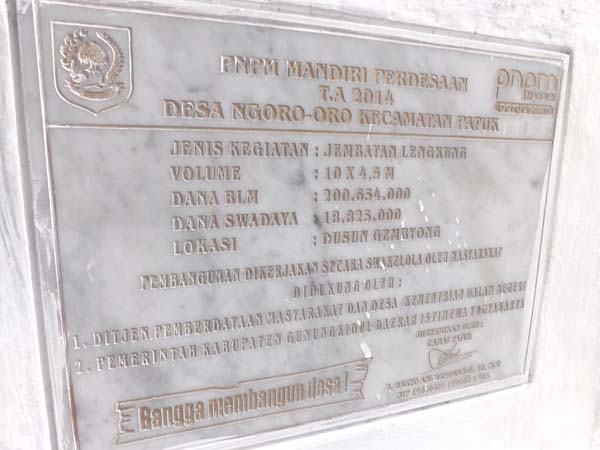 PNPM MANDIRI PERDESAAN
T.A 2014
DESA NGORO-ORO KECAMATAN PATUK
pnpm
MANDIRI
perdesaan
JENIS KEGIATAN : JEMBATAN LENGKUNG
VOLUME : 10 X 4,5 M
DANA BLM : 200.654.000
DANA SWADAYA : 18.825.000
LOKASI : DUSUN GEMBYONG
PEMBANGUNAN DIKERJAKAN SECARA SWAKELOLA OLEH MASYARAKAT
DIDUKUNG OLEH :
1. DITJEN.PEMBERDAYAAN MASYARAKAT DAN DESA KEMENTRIAN DALAM NEGERI
2. PEMERINTAH KABUPATEN GUNUNGKIDUL DAERAH ISTIMEWA YOGYAKARTA
DIRESMIKAN OLEH :
CAMAT PATUK
Bangga membangun desa !